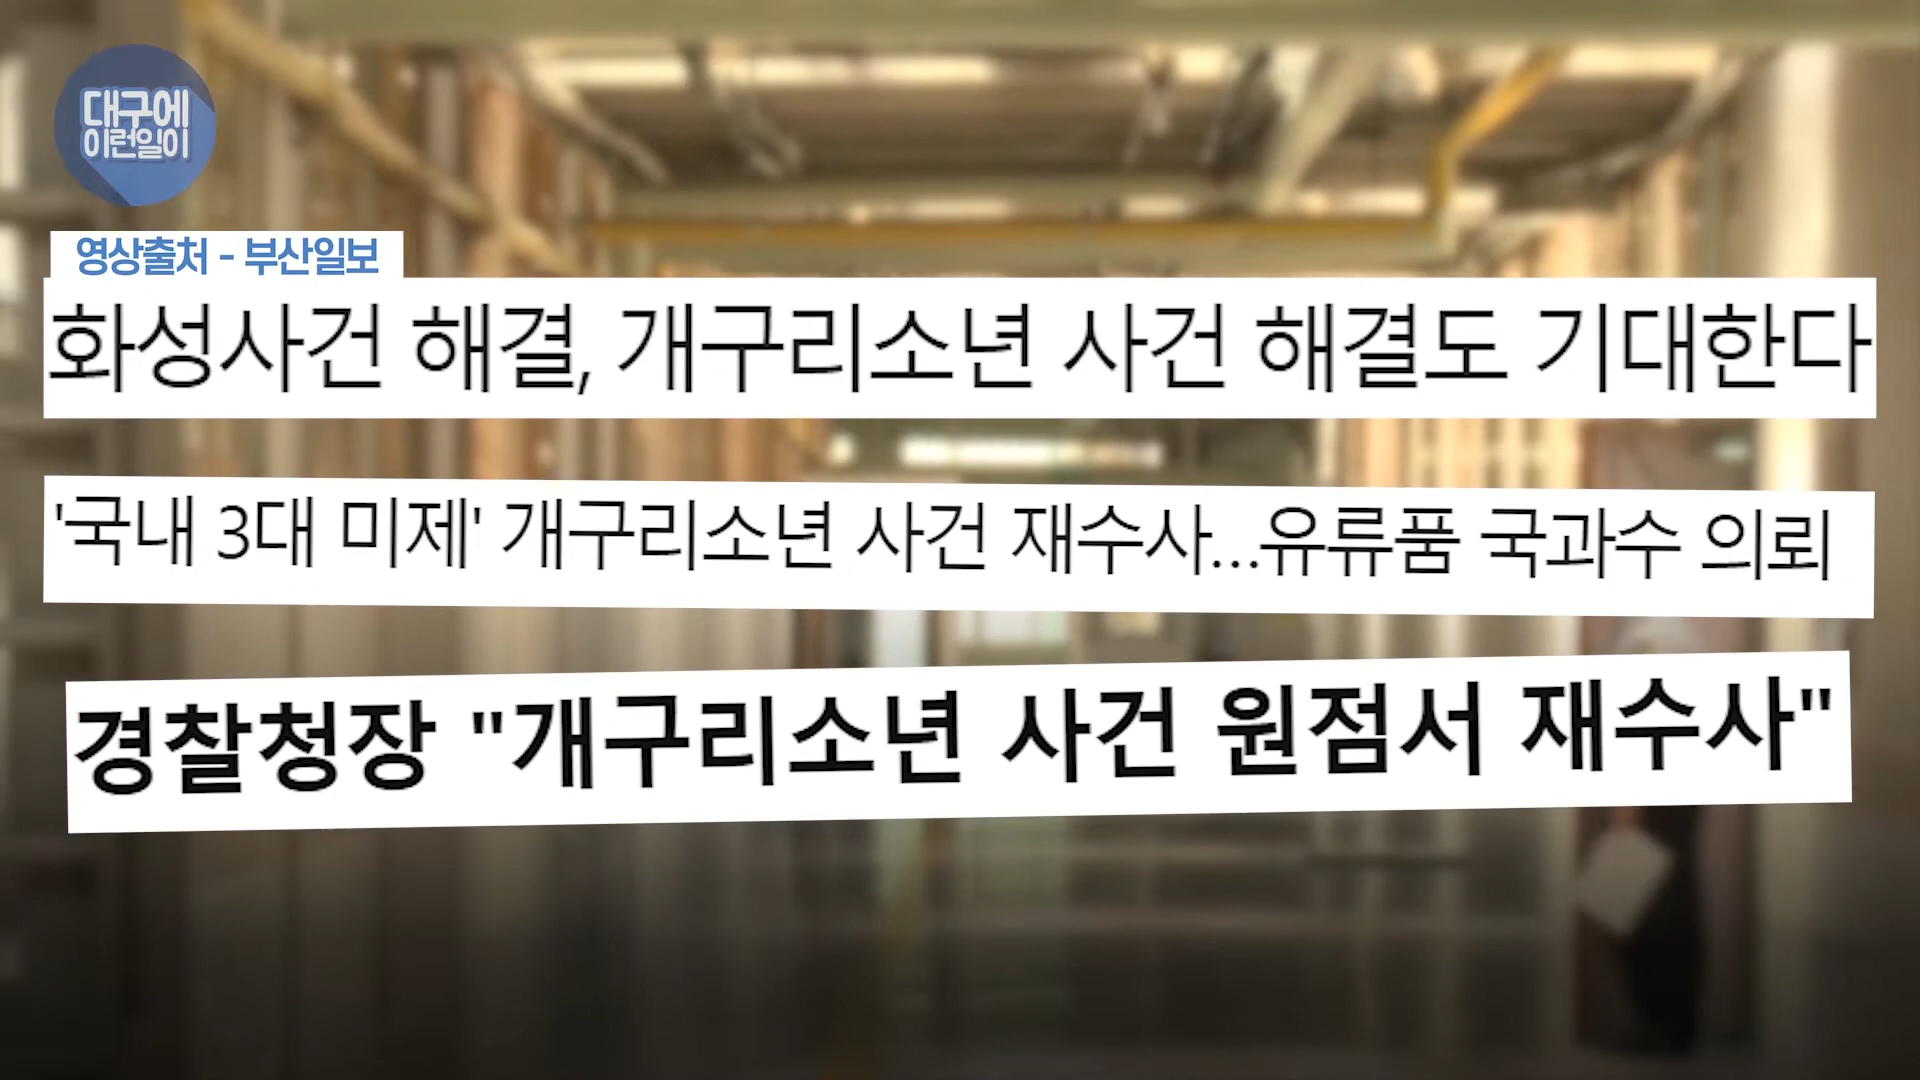 대구에
이런일이
영상출처 - 부산일보
화성사건 해결, 개구리소년 사건 해결도 기대한다
'국내 3대 미제' 개구리소년 사건 재수사...유류품 국과수 의뢰
경찰청장 "개구리소년 사건 원점서 재수사"